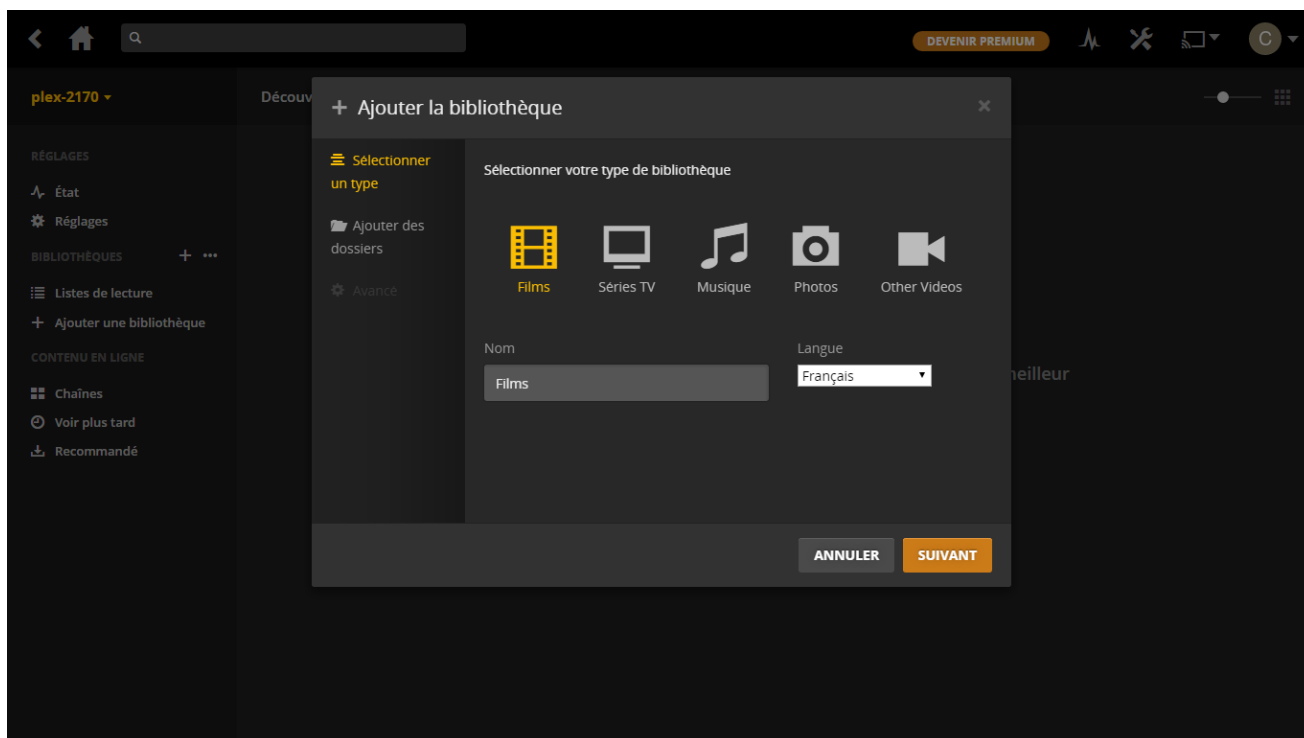 DEVENIR PREMIUM
C
plex-2170
Découv
RÉGLAGES
État
Réglages
BIBLIOTHÈQUES
Listes de lecture
Ajouter une bibliothèque
CONTENU EN LIGNE
Chaînes
Voir plus tard
Recommandé
Ajouter la bibliothèque
Sélectionner
un type
Ajouter des
dossiers
Avancé
Sélectionner votre type de bibliothèque
Films
Séries TV
Musique
Photos
Other Videos
Nom
Langue
Films
Français
ANNULER
SUIVANT
neilleur